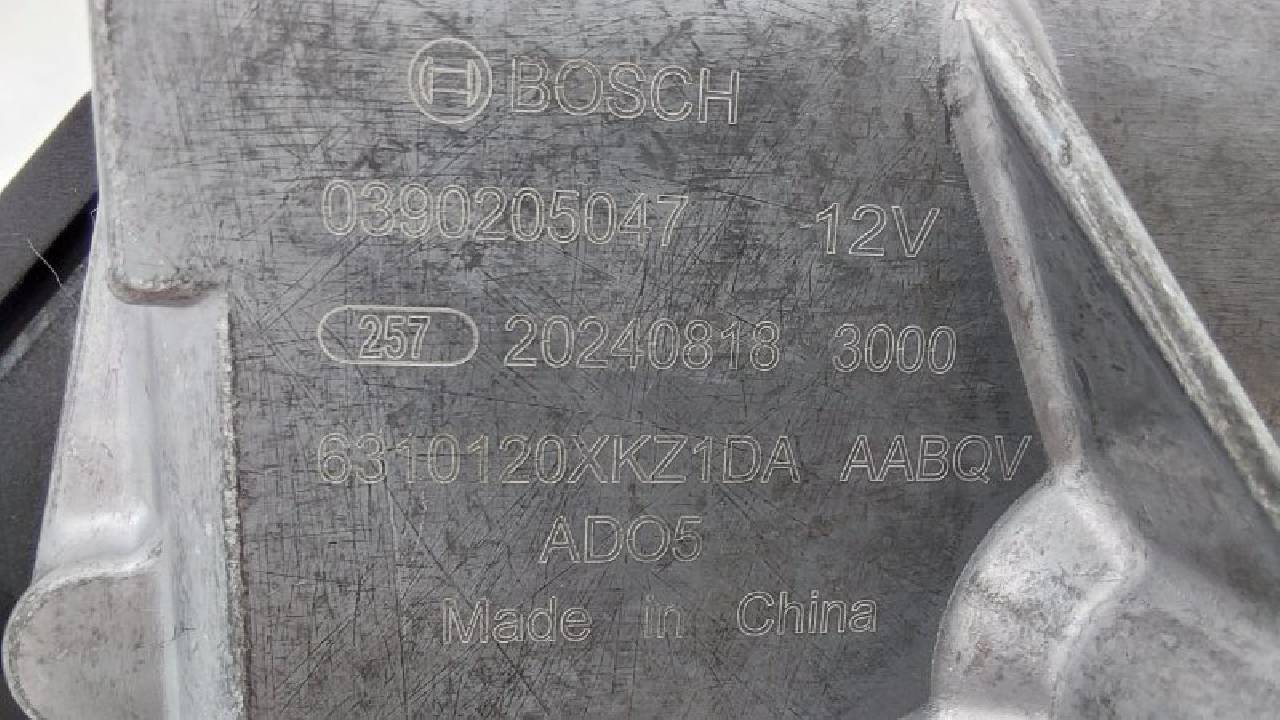 BOSCH
0390205047 12V
257 20240818 3000
6310120XKZ1DA AABQV
ADO5
Made in China